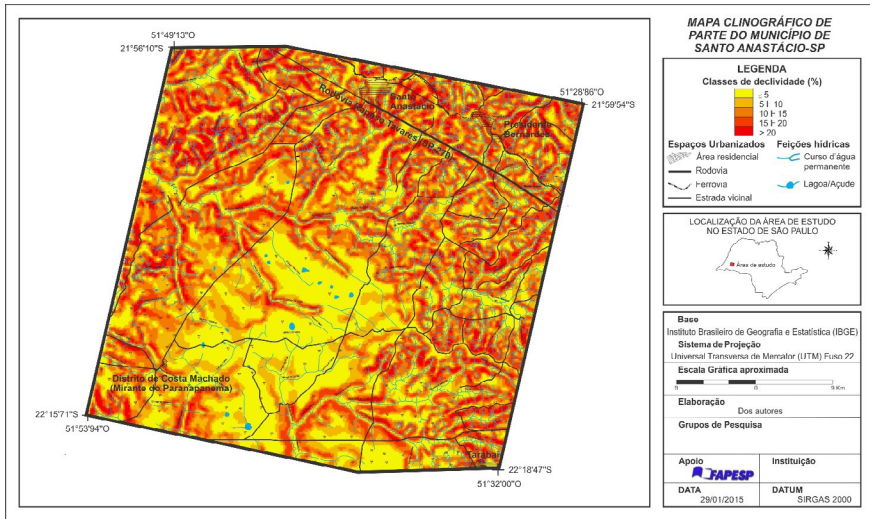 51°49'13"O
21°56'10"S
51°28'86"O
21°59'54"S
Santo
Anastácio
Presidente
Bernardes
Distrito de Costa Machado
(Mirante do Paranapanema)
22°15'71"S
51°53'94"O
Tarabai
22°18'47"S
51°32'00"O
MAPA CLINOGRÁFICO DE
PARTE DO MUNICÍPIO DE
SANTO ANASTÁCIO-SP
LEGENDA
Classes de declividade (%)
≤ 5
5 Ⱶ 10
10 Ⱶ 15
15 Ⱶ 20
> 20
Espaços Urbanizados
Área residencial
Rodovia
Ferrovia
Estrada vicinal
Feições hídricas
Curso d'água
permanente
Lagoa/Açude
LOCALIZAÇÃO DA ÁREA DE ESTUDO
NO ESTADO DE SÃO PAULO
Área de estudo
Base
Instituto Brasileiro de Geografia e Estatística (IBGE)
Sistema de Projeção
Universal Transversa de Mercator (UTM) Fuso 22
Escala Gráfica aproximada
9 Km
Elaboração
Dos autores
Grupos de Pesquisa
Apoio
FAPESP
Instituição
DATA
29/01/2015
DATUM
SIRGAS 2000